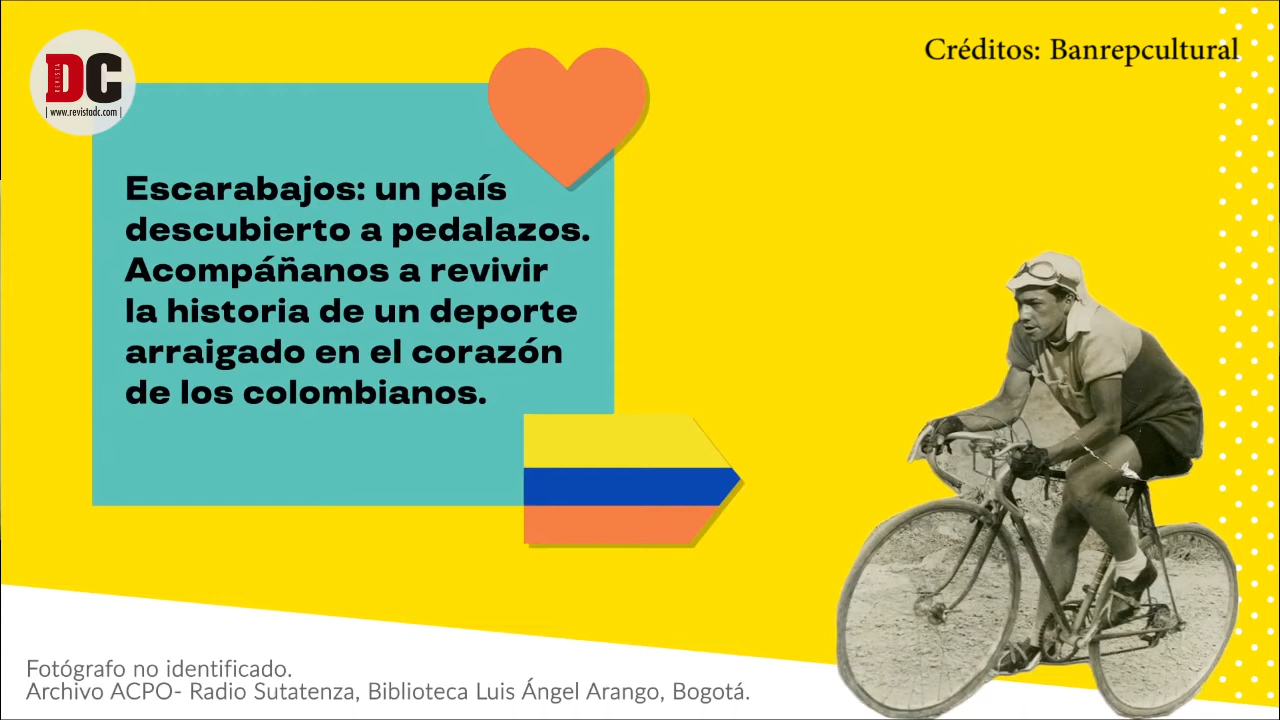 REVISTA
DC
| www.revistadc.com |
Créditos: Banrepcultural
Escarabajos: un país
descubierto a pedalazos.
Acompáñanos a revivir
la historia de un deporte
arraigado en el corazón
de los colombianos.
Fotógrafo no identificado.
Archivo ACPO- Radio Sutatenza, Biblioteca Luis Ángel Arango, Bogotá.